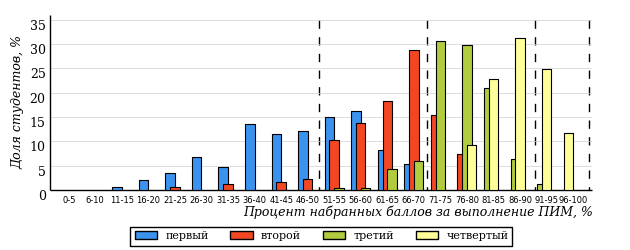 Доля студентов, %
35
30
25
20
15
10
5
0
0-5 6-10 11-15 16-20 21-25 26-30 31-35 36-40 41-45 46-50 51-55 56-60 61-65 66-70 71-75 76-80 81-85 86-90 91-95 96-100
Процент набранных баллов за выполнение ПИМ, %
первый второй третий четвертый